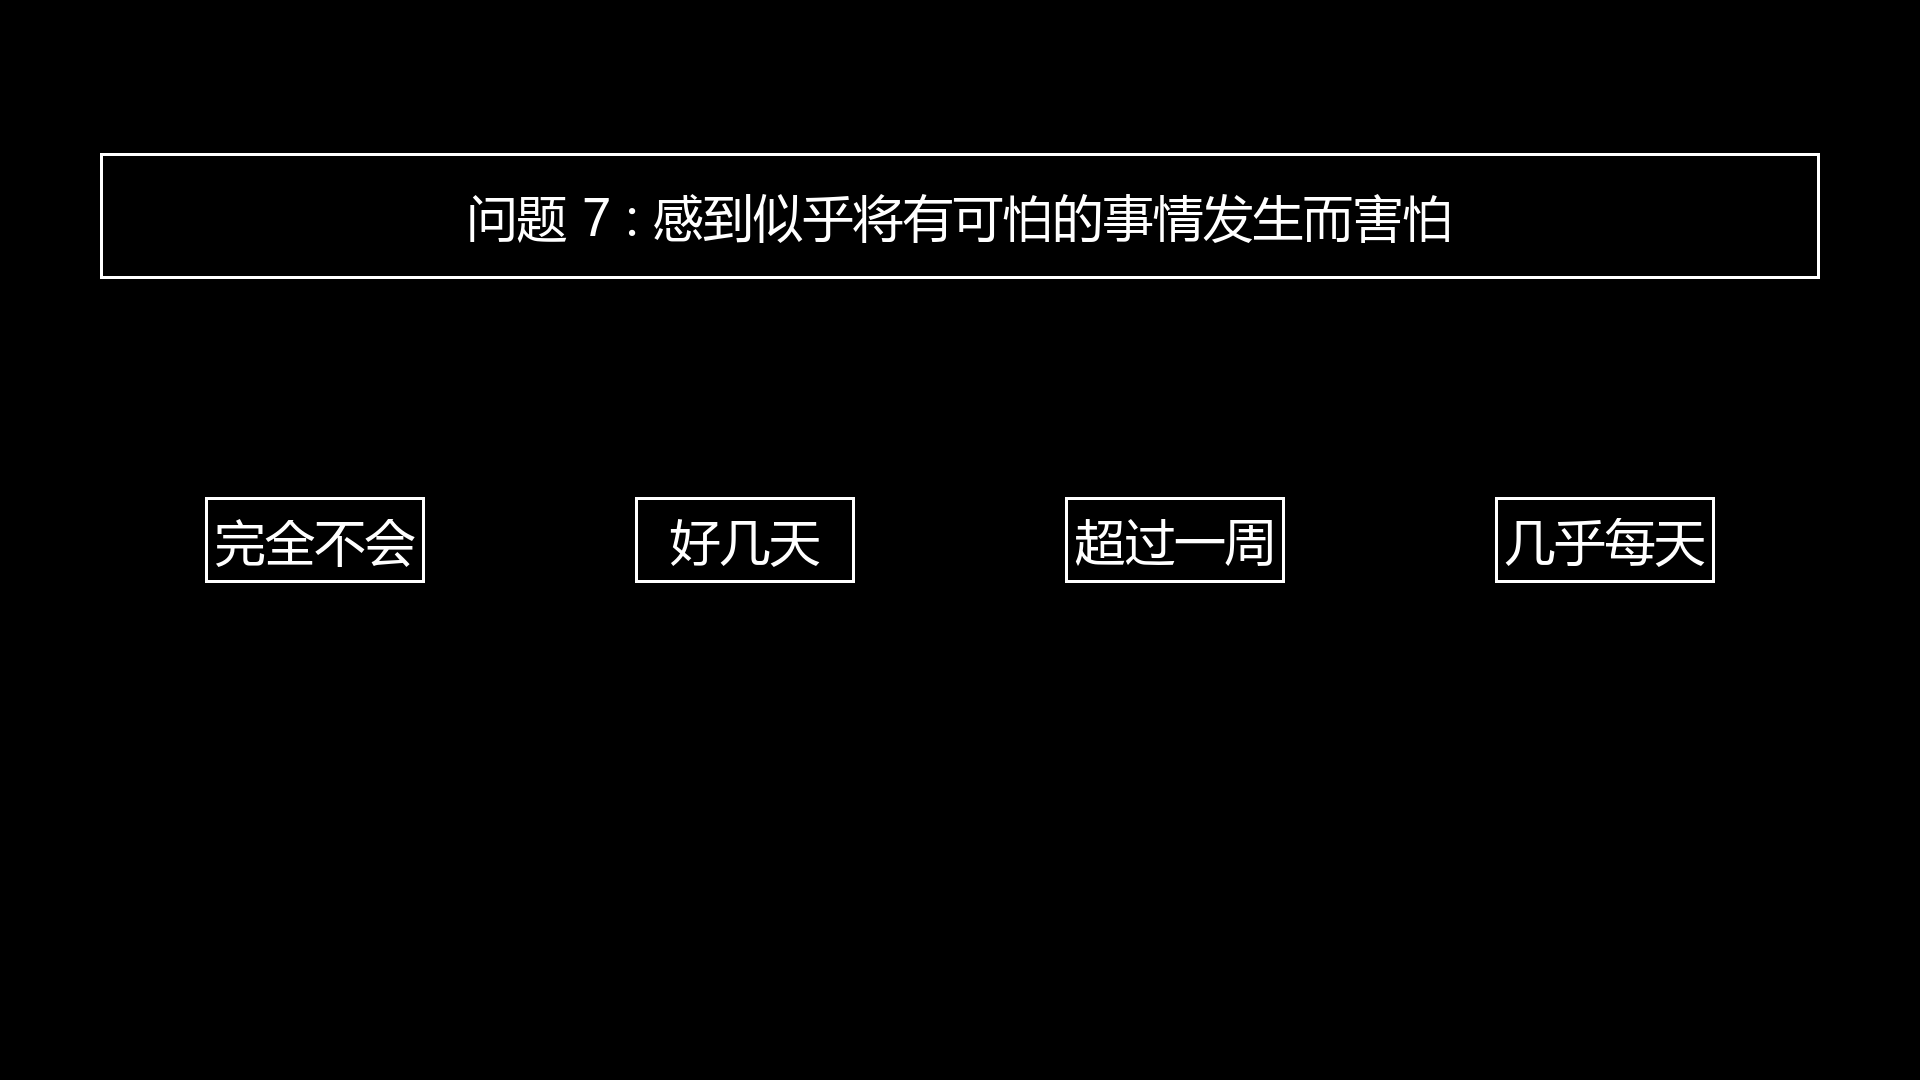 问题 7 : 感到似乎将有可怕的事情发生而害怕
完全不会
好几天
超过一周
几乎每天